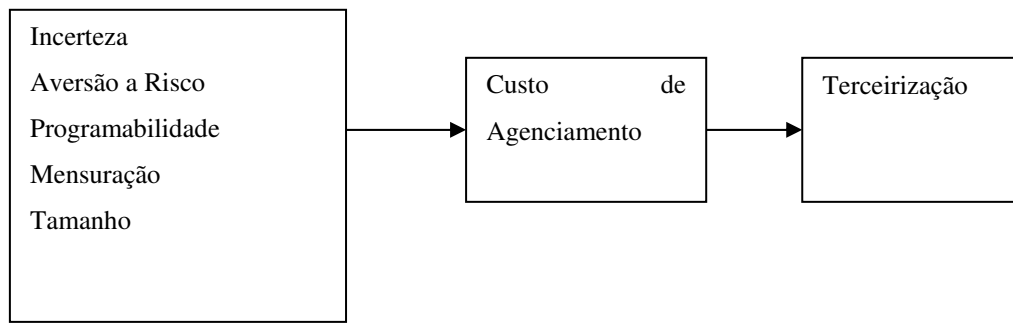 Incerteza
Aversão a Risco
Programabilidade
Mensuração
Tamanho
Custo de
Agenciamento
Terceirização